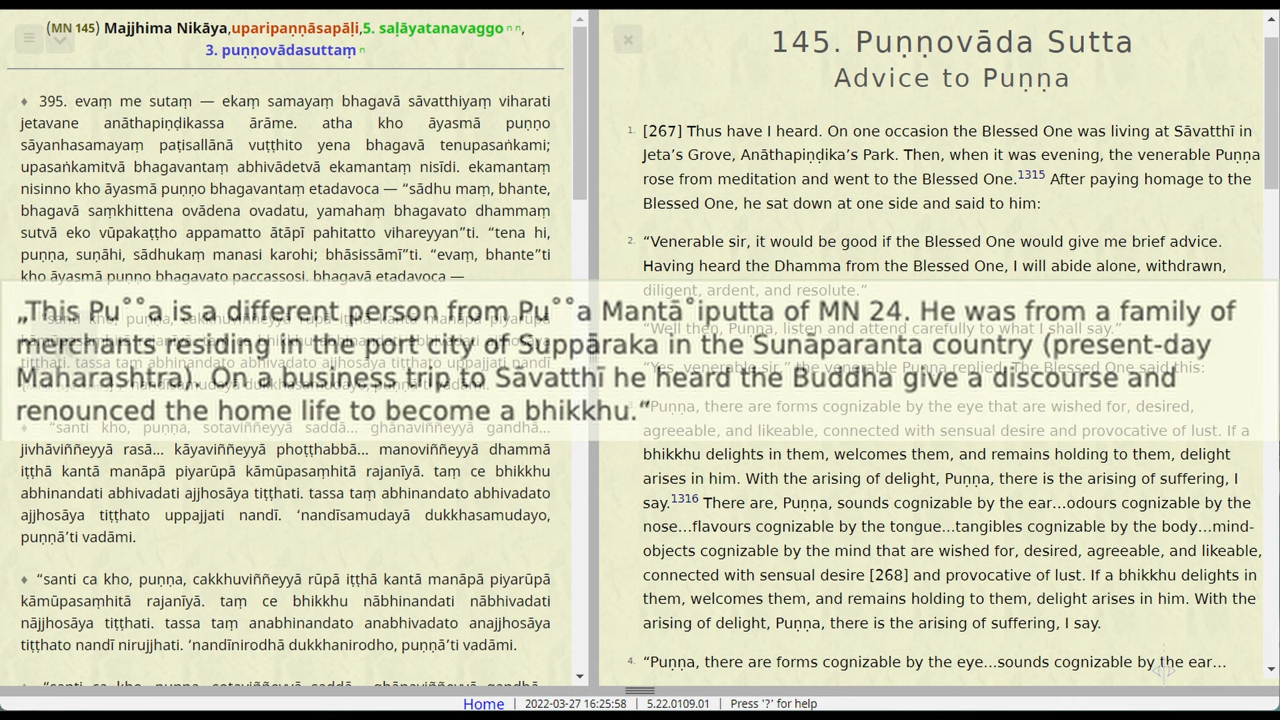 (MN 145) Majjhima Nikāya,uparipaṇṇāsapāḷi,5. saḷāyatanavaggo ⁿ ⁿ,
3. puṇṇovādasuttaṃ ⁿ
♦ 395. evaṃ me sutaṃ — ekaṃ samayaṃ bhagavā sāvatthiyaṃ viharati
jetavane anāthapiṇḍikassa ārāme. atha kho āyasmā puṇṇo
sāyanhasamayaṃ paṭisallānā vuṭṭhito yena bhagavā tenupasaṅkami;
upasaṅkamitvā bhagavantaṃ abhivādetvā ekamantaṃ nisīdi. ekamantaṃ
nisinno kho āyasmā puṇṇo bhagavantaṃ etadavoca — “sādhu maṃ, bhante,
bhagavā saṃkhittena ovādena ovadatu, yamahaṃ bhagavato dhammaṃ
sutvā eko vūpakaṭṭho appamatto ātāpī pahitatto vihareyyan”ti. “tena hi,
puṇṇa, suṇāhi, sādhukaṃ manasi karohi; bhāsissāmī”ti. “evaṃ, bhante”ti
kho āyasmā puṇṇo bhagavato paccassosi. bhagavā etadavoca —
„This Pu˚˚a is a different person from Pu˚˚a Mantā˚iputta of MN 24. He was from a family of
merchants residing in the port city of Suppāraka in the Sunāparanta country (present-day
Maharashtra). On a business trip to Sāvatthī he heard the Buddha give a discourse and
renounced the home life to become a bhikkhu.“
♦ “santi kho, puṇṇa, sotaviññeyyā saddā... ghānaviññeyyā gandhā...
jivhāviññeyyā rasā... kāyaviññeyyā phoṭṭhabbā... manoviññeyyā dhammā
iṭṭhā kantā manāpā piyarūpā kāmūpasaṃhitā rajanīyā. taṃ ce bhikkhu
abhinandati abhivadati ajjhosāya tiṭṭhati. tassa taṃ abhinandato abhivadato
ajjhosāya tiṭṭhato uppajjati nandī. ‘nandīsamudayā dukkhasamudayo,
puṇṇā’ti vadāmi.
♦ “santi ca kho, puṇṇa, cakkhuviññeyyā rūpā iṭṭhā kantā manāpā piyarūpā
kāmūpasaṃhitā rajanīyā. taṃ ce bhikkhu nābhinandati nābhivadati
nājjhosāya tiṭṭhati. tassa taṃ anabhinandato anabhivadato anajjhosāya
tiṭṭhato nandī nirujjhati. ‘nandīnirodhā dukkhanirodho, puṇṇā’ti vadāmi.
145. Puṇṇovāda Sutta
Advice to Puṇṇa
1. [267] Thus have I heard. On one occasion the Blessed One was living at Sāvatthī in
Jeta’s Grove, Anāthapiṇḍika’s Park. Then, when it was evening, the venerable Puṇṇa
rose from meditation and went to the Blessed One.1315 After paying homage to the
Blessed One, he sat down at one side and said to him:
2. “Venerable sir, it would be good if the Blessed One would give me brief advice.
Having heard the Dhamma from the Blessed One, I will abide alone, withdrawn,
diligent, ardent, and resolute.”
“Well then, Puṇṇa, listen and attend carefully to what I shall say.”
“Yes, venerable sir,” the venerable Puṇṇa replied. The Blessed One said this:
“Puṇṇa, there are forms cognizable by the eye that are wished for, desired,
agreeable, and likeable, connected with sensual desire and provocative of lust. If a
bhikkhu delights in them, welcomes them, and remains holding to them, delight
arises in him. With the arising of delight, Puṇṇa, there is the arising of suffering, I
say.1316 There are, Puṇṇa, sounds cognizable by the ear…odours cognizable by the
nose…flavours cognizable by the tongue…tangibles cognizable by the body…mind-
objects cognizable by the mind that are wished for, desired, agreeable, and likeable,
connected with sensual desire [268] and provocative of lust. If a bhikkhu delights in
them, welcomes them, and remains holding to them, delight arises in him. With the
arising of delight, Puṇṇa, there is the arising of suffering, I say.
4. “Puṇṇa, there are forms cognizable by the eye…sounds cognizable by the ear…
Home | 2022-03-27 16:25:58 | 5.22.0109.01 | Press '?' for help